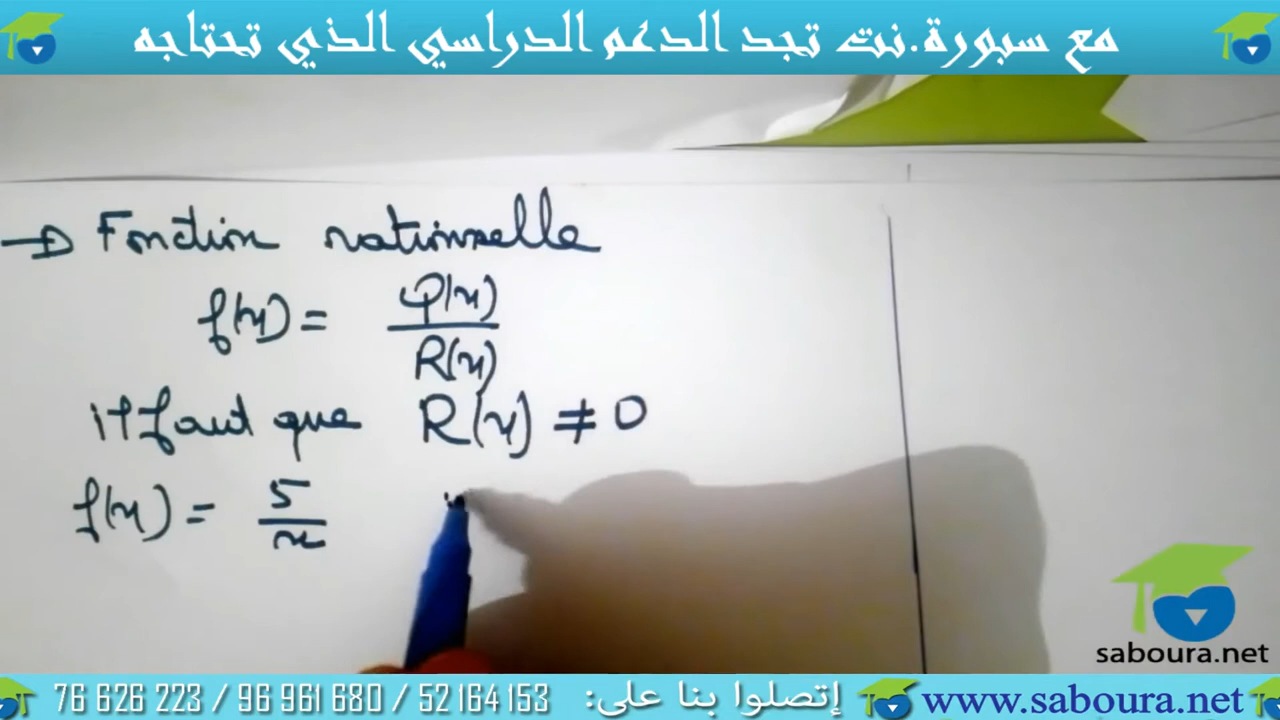 مع سبورة.نت تجد الدعم الدراسي الذي تحتاجه
→ Fonction rationnelle
f(x) = φ(x) / R(x)
il faut que R(x) ≠ 0
f(x) = 5 / x
saboura.net
76 626 223 / 96 961 680 / 52 164 153 إتصلوا بنا على:
www.saboura.net